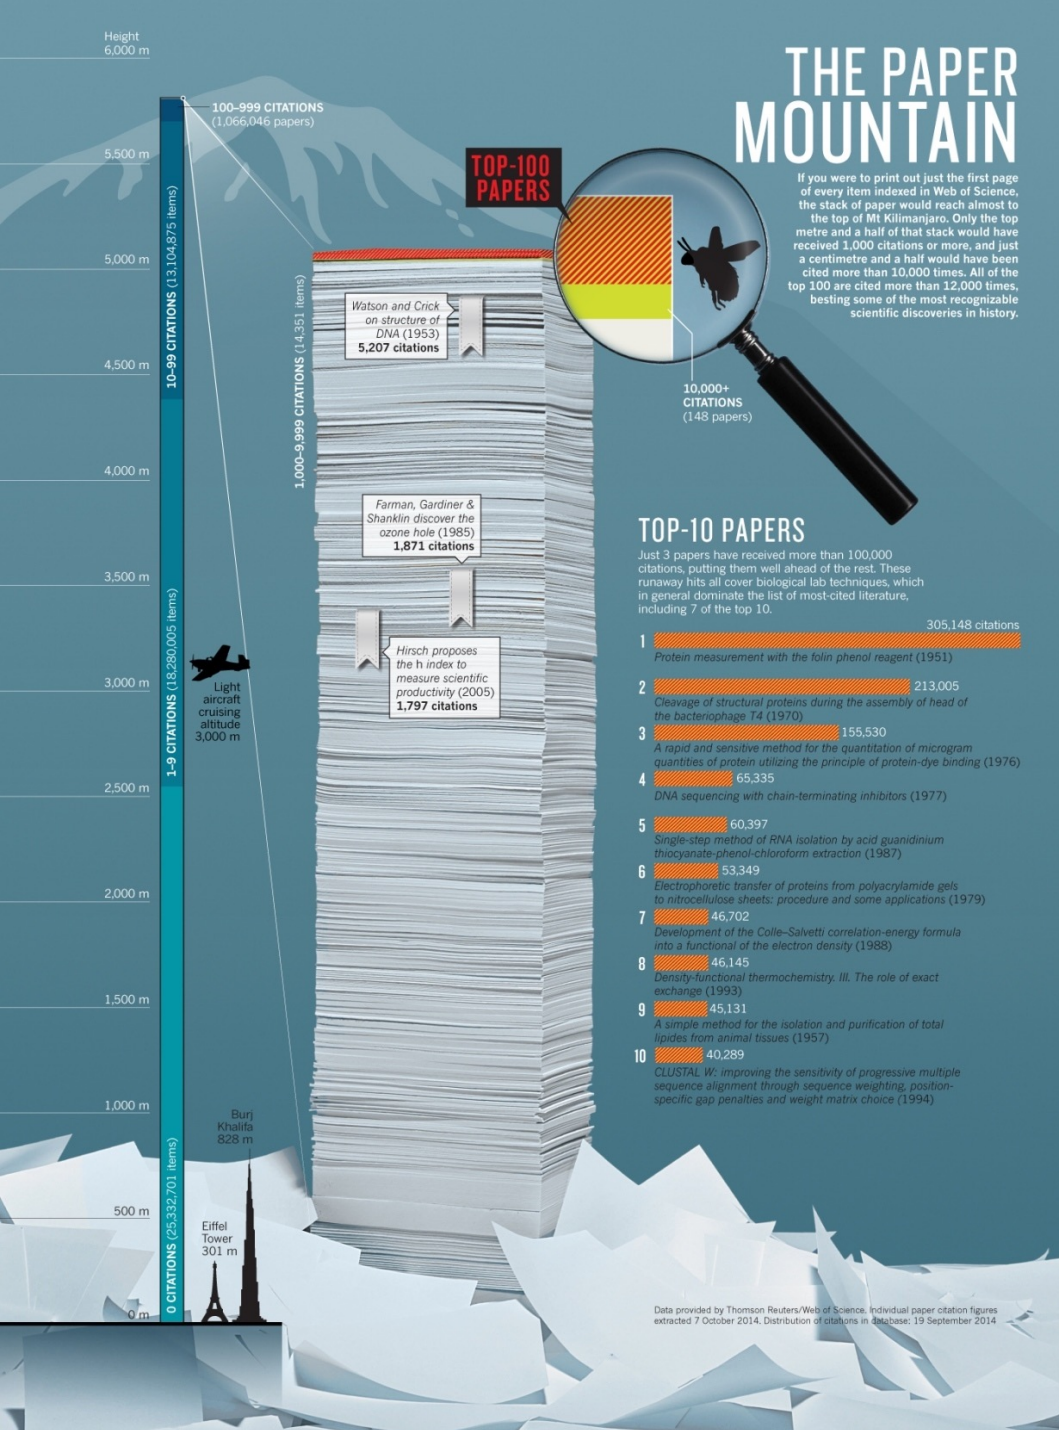 THE PAPER
MOUNTAIN
If you were to print out just the first page
of every item indexed in Web of Science,
the stack of paper would reach almost to
the top of Mt Kilimanjaro. Only the top
metre and a half of that stack would have
received 1,000 citations or more, and just
a centimetre and a half would have been
cited more than 10,000 times. All of the
top 100 are cited more than 12,000 times,
besting some of the most recognizable
scientific discoveries in history.
Height
6,000 m
5,500 m
5,000 m
4,500 m
4,000 m
3,500 m
3,000 m
2,500 m
2,000 m
1,500 m
1,000 m
500 m
0 m
100–999 CITATIONS
(1,066,046 papers)
10–99 CITATIONS (13,104,875 items)
1–9 CITATIONS (18,280,005 items)
0 CITATIONS (25,332,701 items)
Light
aircraft
cruising
altitude
3,000 m
Burj
Khalifa
828 m
Eiffel
Tower
301 m
1,000–9,999 CITATIONS (14,351 items)
TOP-100
PAPERS
10,000+
CITATIONS
(148 papers)
Watson and Crick
on structure of
DNA (1953)
5,207 citations
Farman, Gardiner &
Shanklin discover the
ozone hole (1985)
1,871 citations
Hirsch proposes
the h index to
measure scientific
productivity (2005)
1,797 citations
TOP-10 PAPERS
Just 3 papers have received more than 100,000
citations, putting them well ahead of the rest. These
runaway hits all cover biological lab techniques, which
in general dominate the list of most-cited literature,
including 7 of the top 10.
305,148 citations
1
Protein measurement with the folin phenol reagent (1951)
2 213,005
Cleavage of structural proteins during the assembly of head of
the bacteriophage T4 (1970)
3 155,530
A rapid and sensitive method for the quantitation of microgram
quantities of protein utilizing the principle of protein-dye binding (1976)
4 65,335
DNA sequencing with chain-terminating inhibitors (1977)
5 60,397
Single-step method of RNA isolation by acid guanidinium
thiocyanate-phenol-chloroform extraction (1987)
6 53,349
Electrophoretic transfer of proteins from polyacrylamide gels
to nitrocellulose sheets: procedure and some applications (1979)
7 46,702
Development of the Colle–Salvetti correlation-energy formula
into a functional of the electron density (1988)
8 46,145
Density-functional thermochemistry. III. The role of exact
exchange (1993)
9 45,131
A simple method for the isolation and purification of total
lipides from animal tissues (1957)
10 40,289
CLUSTAL W: improving the sensitivity of progressive multiple
sequence alignment through sequence weighting, position-
specific gap penalties and weight matrix choice (1994)
Data provided by Thomson Reuters/Web of Science. Individual paper citation figures
extracted 7 October 2014. Distribution of citations in database: 19 September 2014